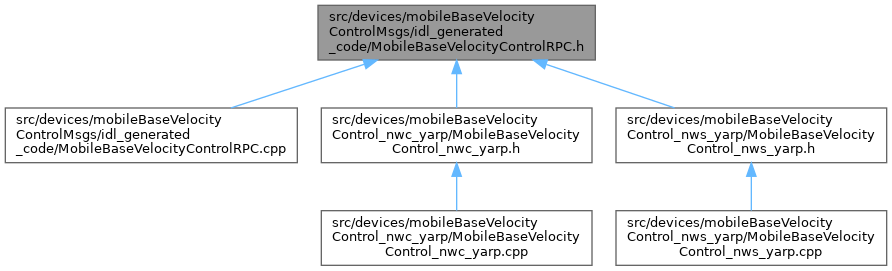 src/devices/mobileBaseVelocity
ControlMsgs/idl_generated
_code/MobileBaseVelocityControlRPC.h
src/devices/mobileBaseVelocity
ControlMsgs/idl_generated
_code/MobileBaseVelocityControlRPC.cpp
src/devices/mobileBaseVelocity
Control_nwc_yarp/MobileBaseVelocity
Control_nwc_yarp.h
src/devices/mobileBaseVelocity
Control_nws_yarp/MobileBaseVelocity
Control_nws_yarp.h
src/devices/mobileBaseVelocity
Control_nwc_yarp/MobileBaseVelocity
Control_nwc_yarp.cpp
src/devices/mobileBaseVelocity
Control_nws_yarp/MobileBaseVelocity
Control_nws_yarp.cpp